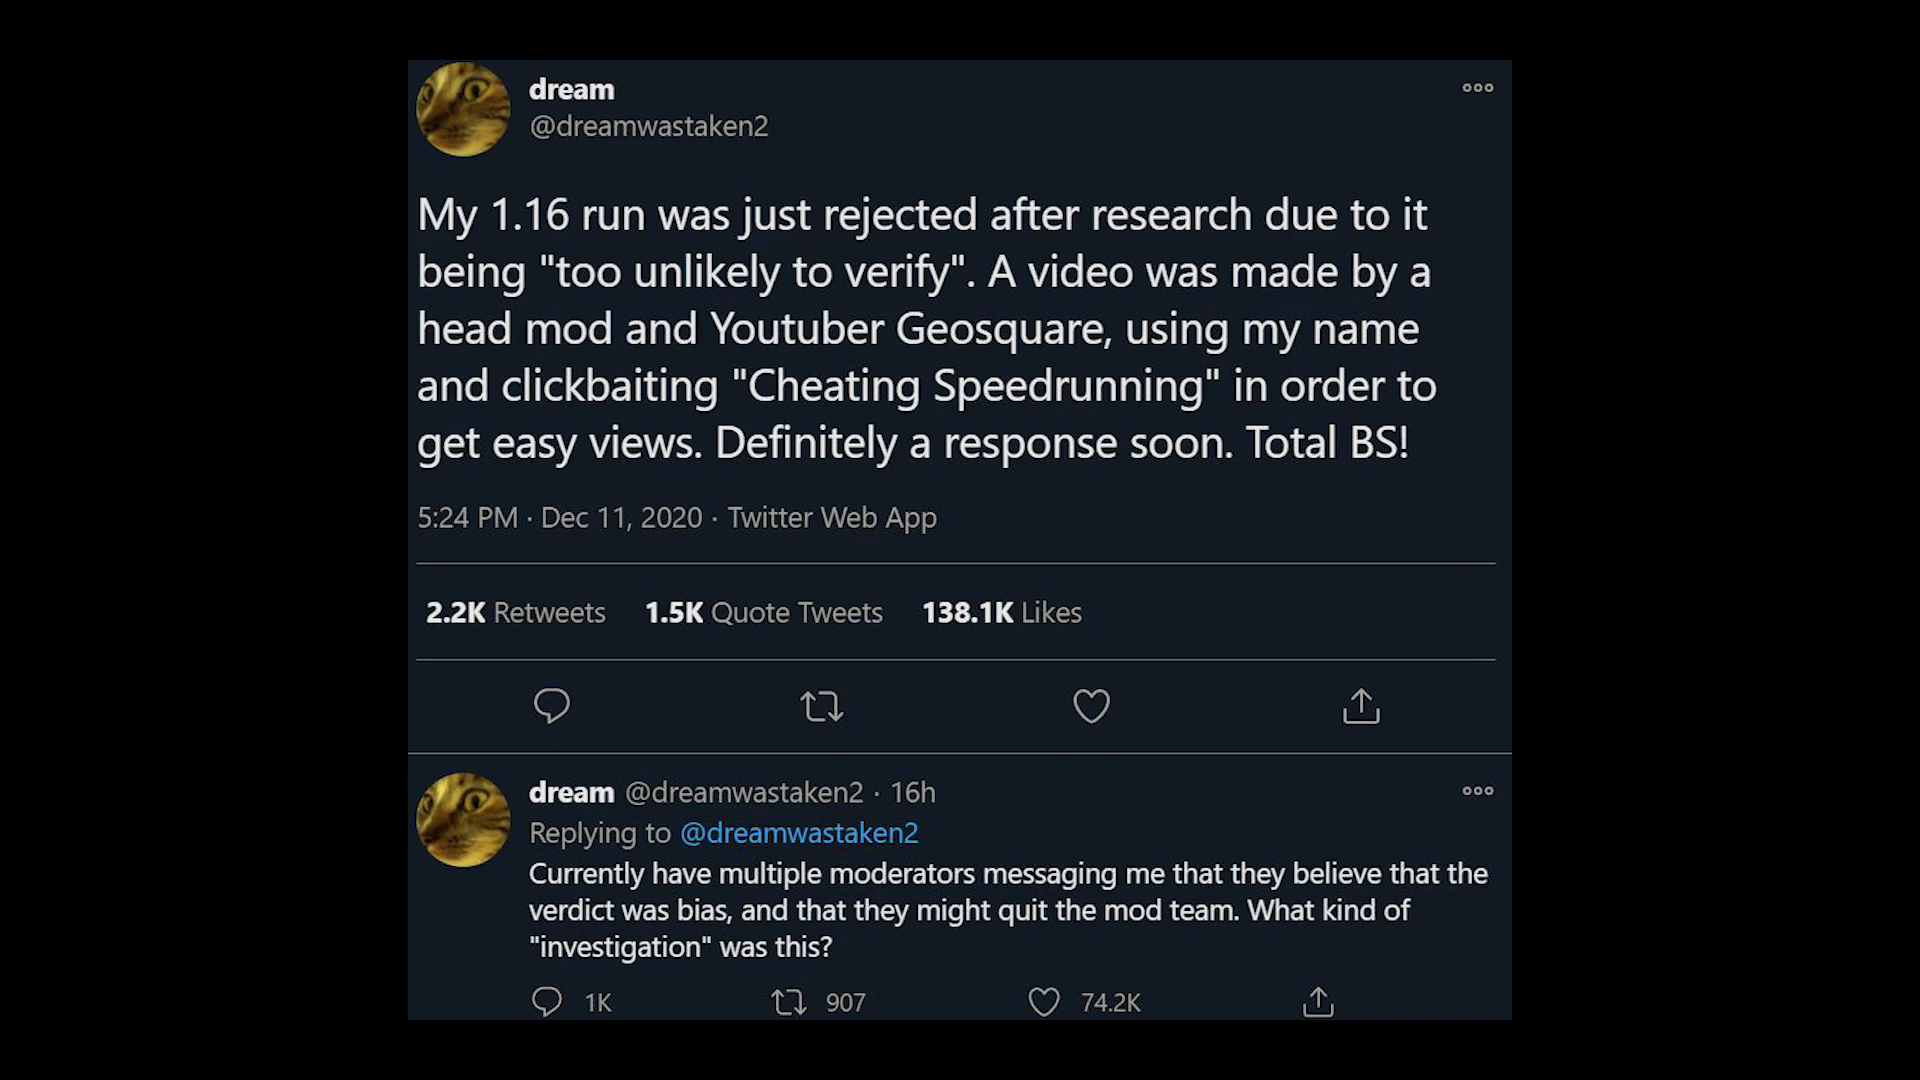 dream
@dreamwastaken2
My 1.16 run was just rejected after research due to it
being "too unlikely to verify". A video was made by a
head mod and Youtuber Geosquare, using my name
and clickbaiting "Cheating Speedrunning" in order to
get easy views. Definitely a response soon. Total BS!
5:24 PM · Dec 11, 2020 · Twitter Web App
2.2K Retweets 1.5K Quote Tweets 138.1K Likes
dream @dreamwastaken2 · 16h
Replying to @dreamwastaken2
Currently have multiple moderators messaging me that they believe that the
verdict was bias, and that they might quit the mod team. What kind of
"investigation" was this?
1K 907 74.2K